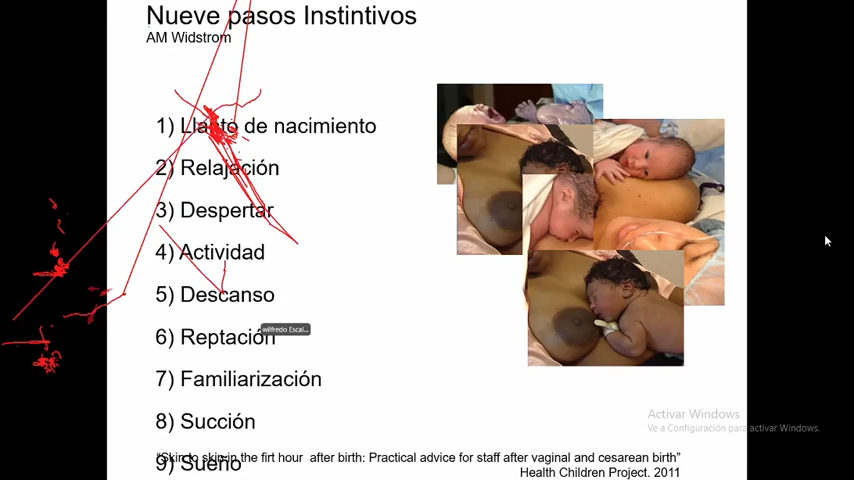 Nueve pasos Instintivos
AM Widstrom
1) Llanto de nacimiento
2) Relajación
3) Despertar
4) Actividad
5) Descanso
6) Reptación
wilfredo Escal...
7) Familiarización
8) Succión
9) Sueño
"Skin to skin in the firt hour after birth: Practical advice for staff after vaginal and cesarean birth"
Health Children Project. 2011
Activar Windows
Ve a Configuración para activar Windows.